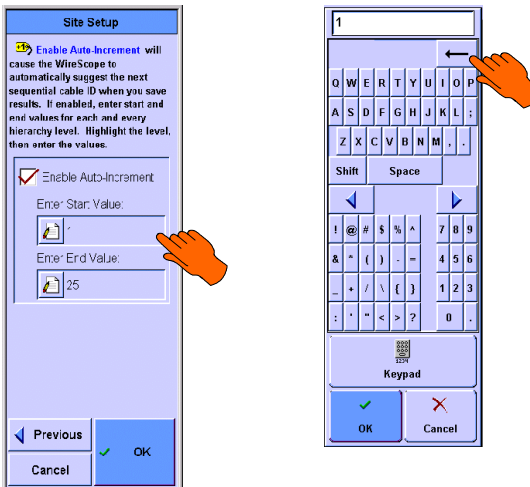 Site Setup
Enable Auto-Increment will
cause the WireScope to
automatically suggest the next
sequential cable ID when you save
results. If enabled, enter start and
end values for each and every
hierarchy level. Highlight the level,
then enter the values.
Enable Auto-Increment
Enter Start Value:
Enter End Value:
25
Previous
OK
Cancel
1
Q W E R T Y U I O P
A S D F G H J K L ;
Z X C V B N M , .
Shift Space
! @ # $ % ^ 7 8 9
& * ( ) - = 4 5 6
_ + / \ { } 1 2 3
: ' " < > ? 0 .
1234
Keypad
OK Cancel